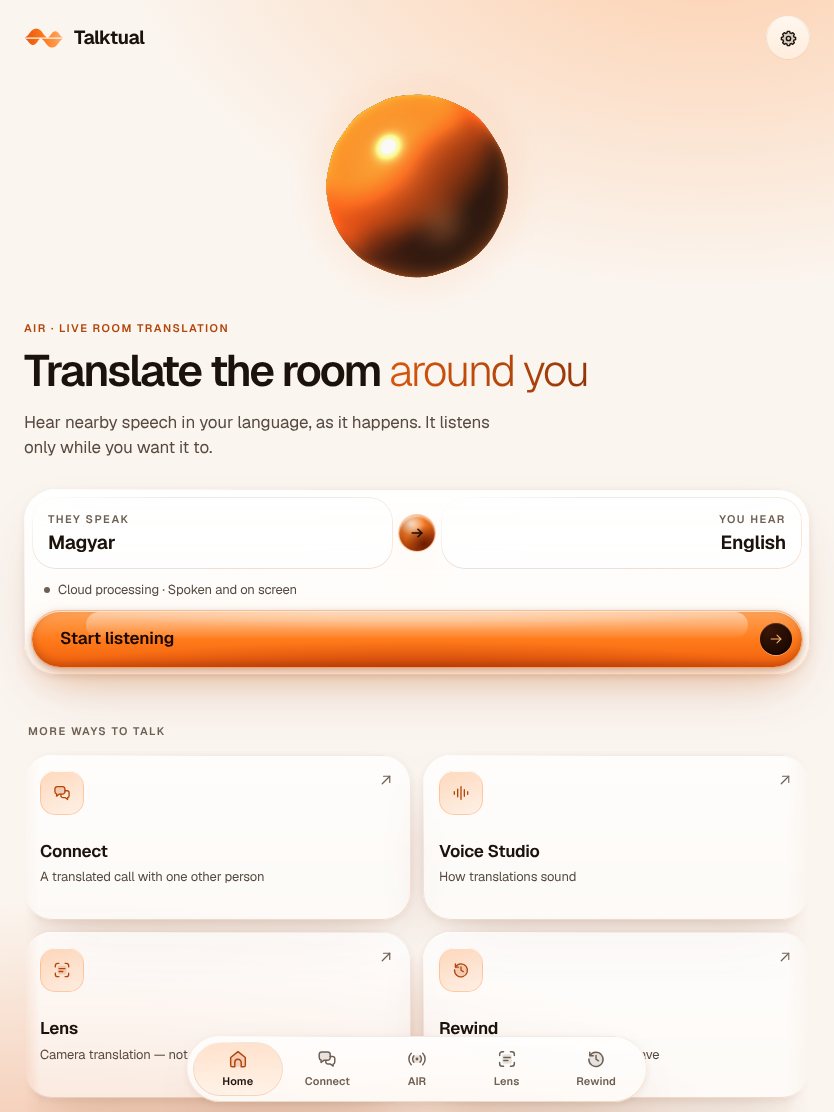 Talktual
AIR · LIVE ROOM TRANSLATION
Translate the room around you
Hear nearby speech in your language, as it happens. It listens
only while you want it to.
THEY SPEAK
Magyar
YOU HEAR
English
Cloud processing · Spoken and on screen
Start listening
MORE WAYS TO TALK
Connect
A translated call with one other person
Voice Studio
How translations sound
Lens
Camera translation — not
Rewind
Home
Connect
AIR
Lens
Rewind